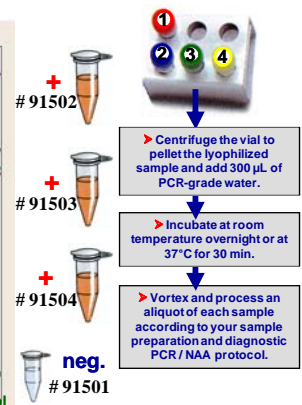 +
# 91502
+
# 91503
+
# 91504
neg.
# 91501
1
2 3 4
➢ Centrifuge the vial to
pellet the lyophilized
sample and add 300 µL of
PCR-grade water.
➢ Incubate at room
temperature overnight or at
37°C for 30 min.
➢ Vortex and process an
aliquot of each sample
according to your sample
preparation and diagnostic
PCR / NAA protocol.